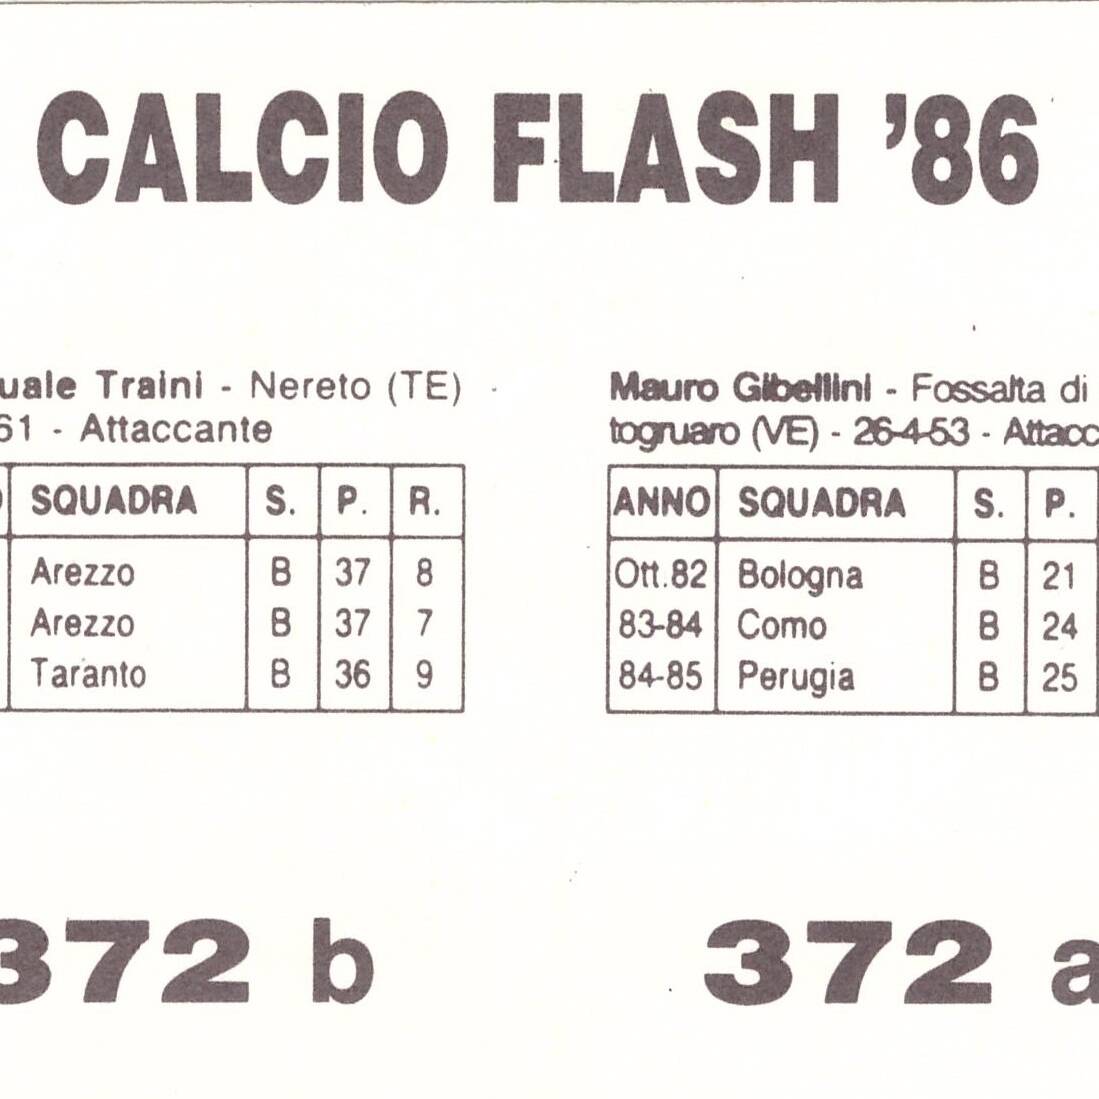 CALCIO FLASH '86
uale Traini - Nereto (TE)
61 - Attaccante
SQUADRA S. P. R.
Arezzo B 37 8
Arezzo B 37 7
Taranto B 36 9
372 b
Mauro Gibellini - Fossalta di
togruaro (VE) - 26-4-53 - Attacc
ANNO SQUADRA S. P.
Ott.82 Bologna B 21
83-84 Como B 24
84-85 Perugia B 25
372 a